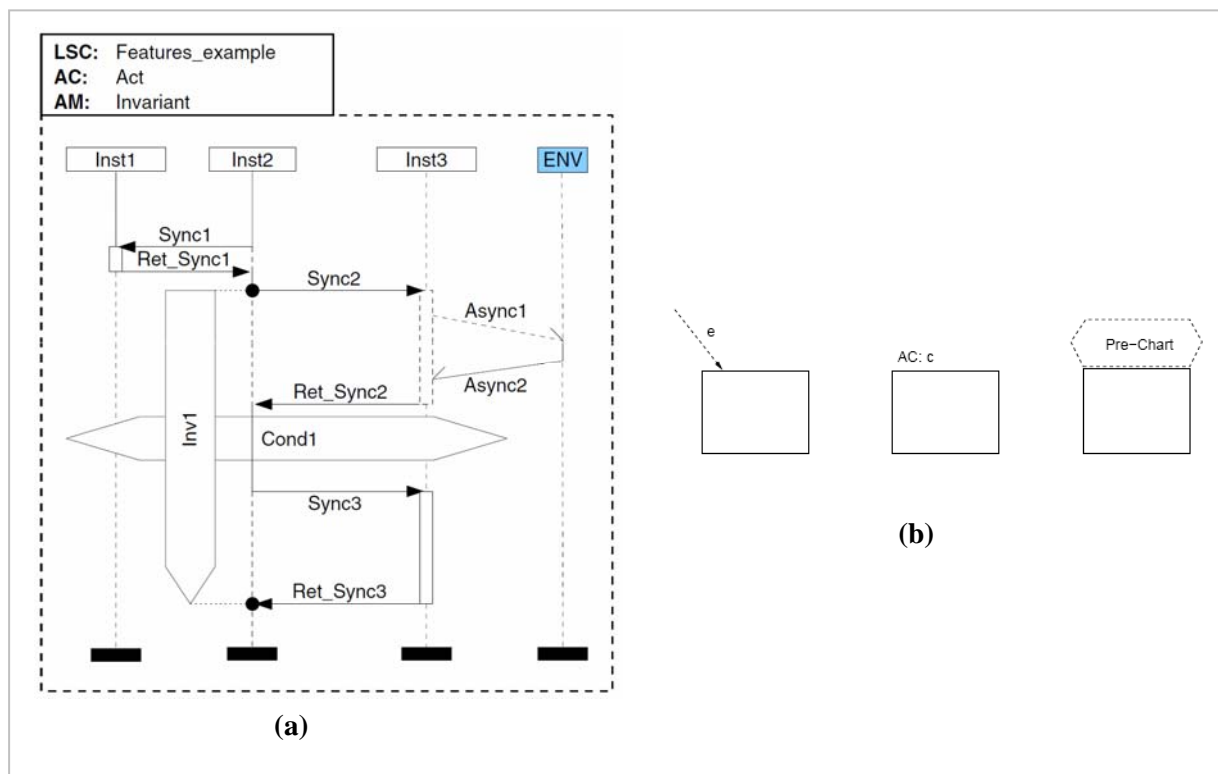 LSC: Features_example
AC: Act
AM: Invariant
Inst1 Inst2 Inst3 ENV
Sync1
Ret_Sync1
Sync2
Async1
Async2
Ret_Sync2
Inv1
Cond1
Sync3
Ret_Sync3
(a)
e
AC: c
Pre-Chart
(b)